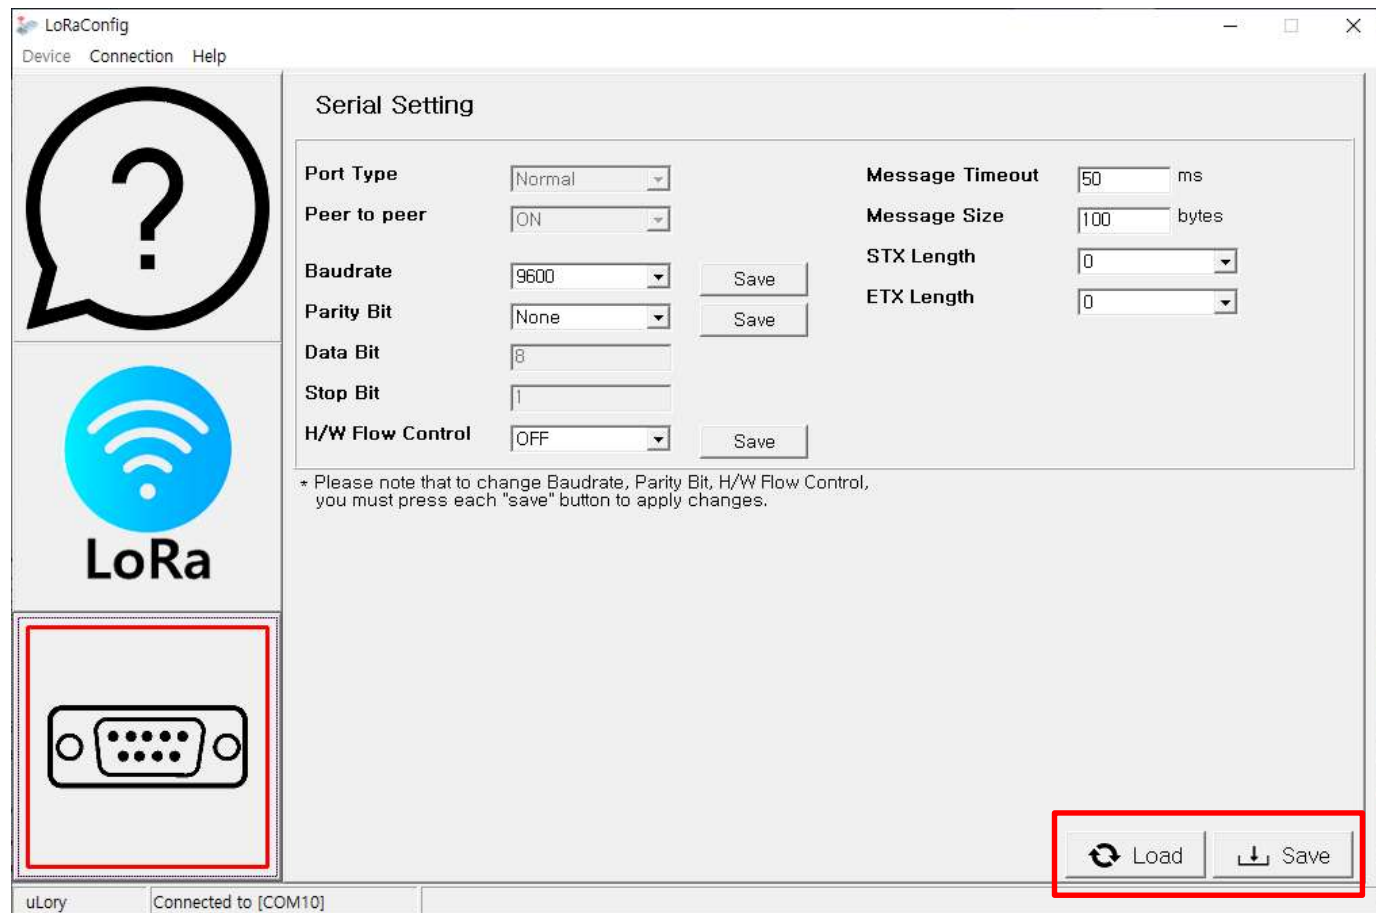 LoRaConfig
Device Connection Help
?
Serial Setting
Port Type Normal
Peer to peer ON
Baudrate 9600 Save
Parity Bit None Save
Data Bit 8
Stop Bit 1
H/W Flow Control OFF Save
Message Timeout 50 ms
Message Size 100 bytes
STX Length 0
ETX Length 0
* Please note that to change Baudrate, Parity Bit, H/W Flow Control,
you must press each "save" button to apply changes.
LoRa
Load Save
uLory Connected to [COM10]